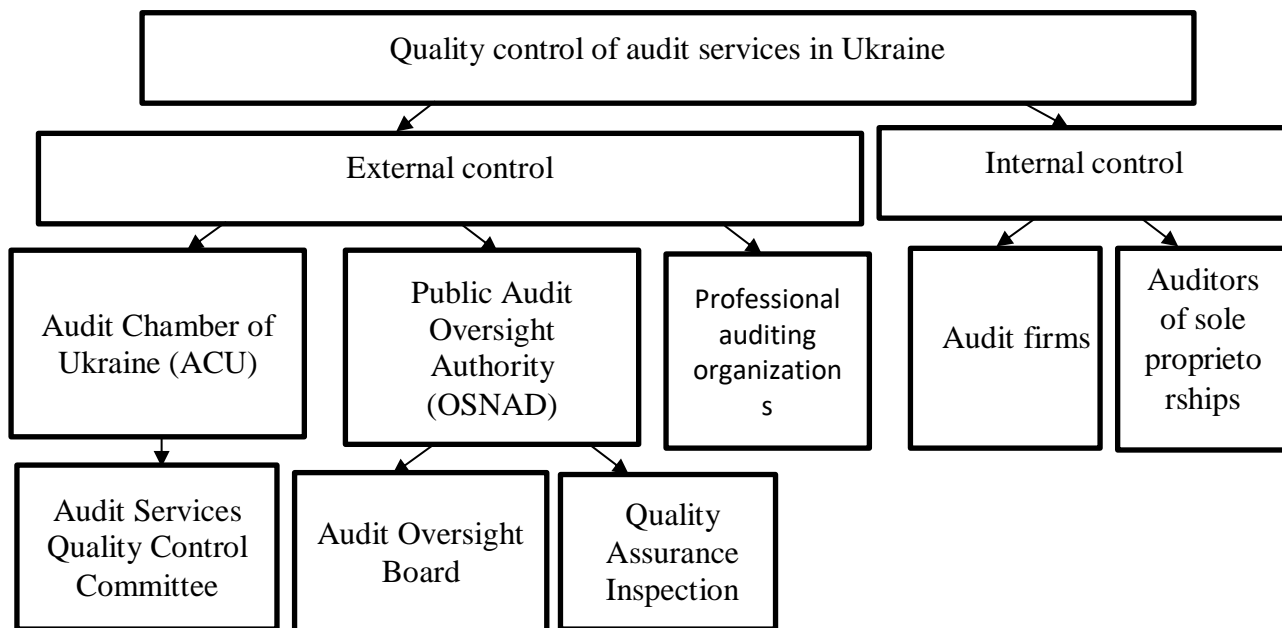 Quality control of audit services in Ukraine
External control
Internal control
Audit Chamber of
Ukraine (ACU)
Public Audit
Oversight
Authority
(OSNAD)
Professional
auditing
organization
s
Audit firms
Auditors
of sole
proprieto
rships
Audit Services
Quality Control
Committee
Audit Oversight
Board
Quality
Assurance
Inspection